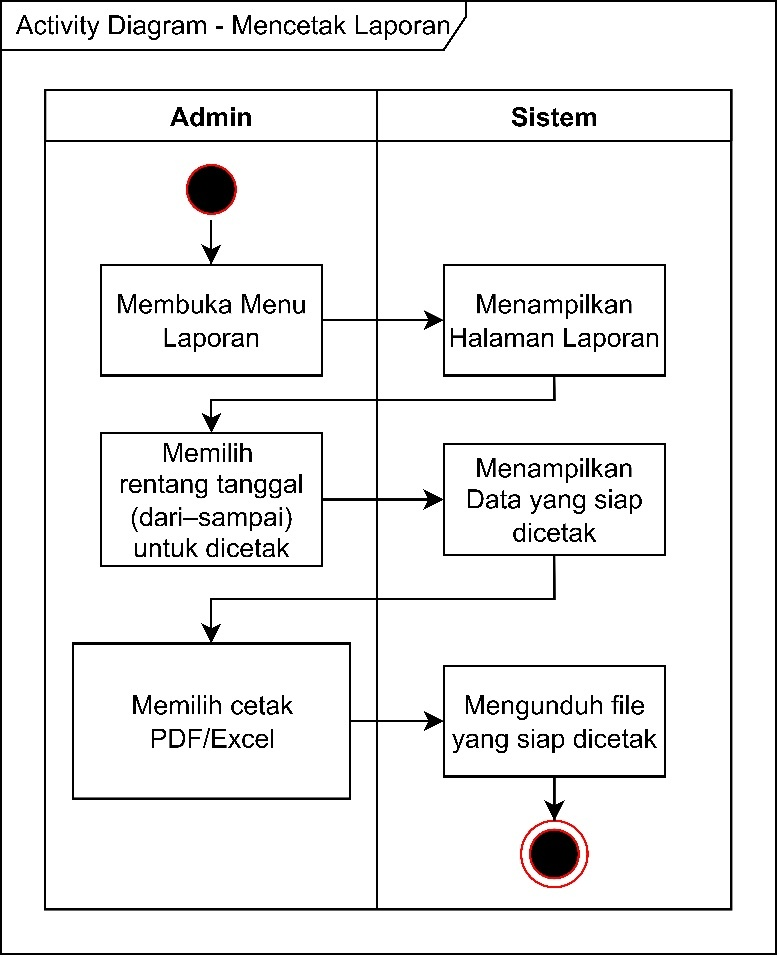 Activity Diagram - Mencetak Laporan
Admin
Sistem
Membuka Menu
Laporan
Menampilkan
Halaman Laporan
Memilih
rentang tanggal
(dari–sampai)
untuk dicetak
Menampilkan
Data yang siap
dicetak
Memilih cetak
PDF/Excel
Mengunduh file
yang siap dicetak